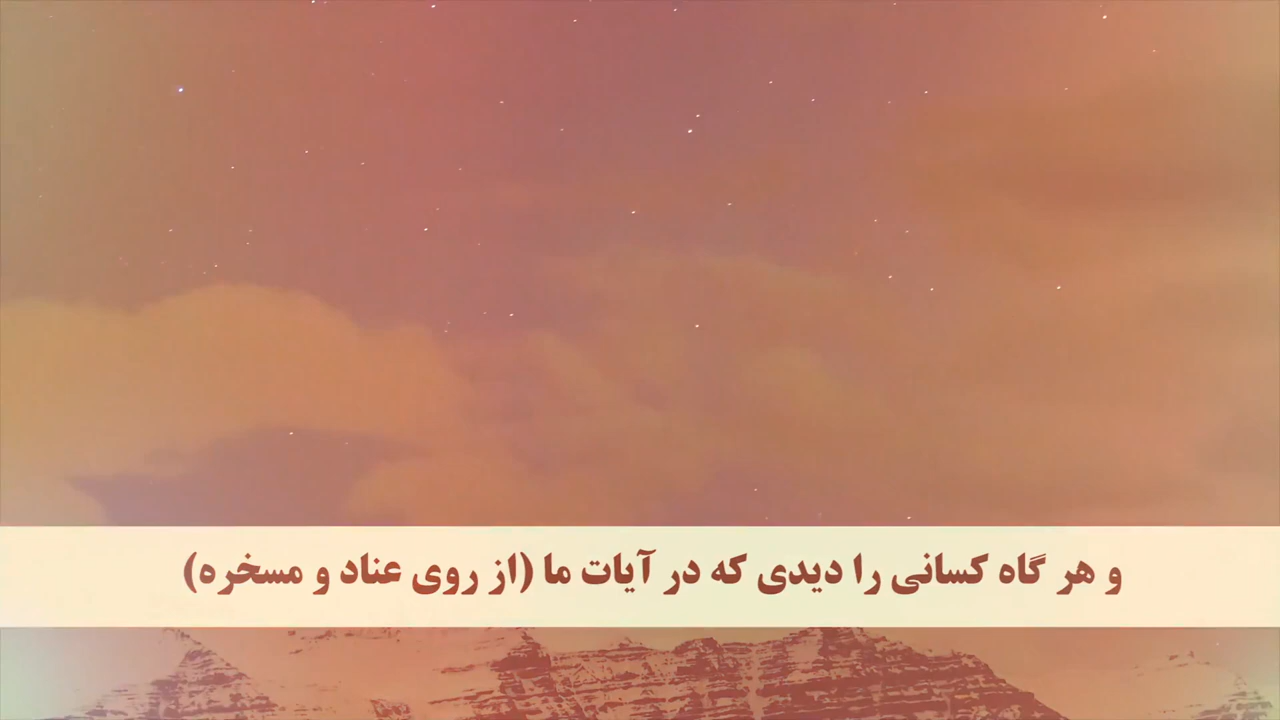 و هر گاه کسانی را دیدی که در آیات ما (از روی عناد و مسخره)